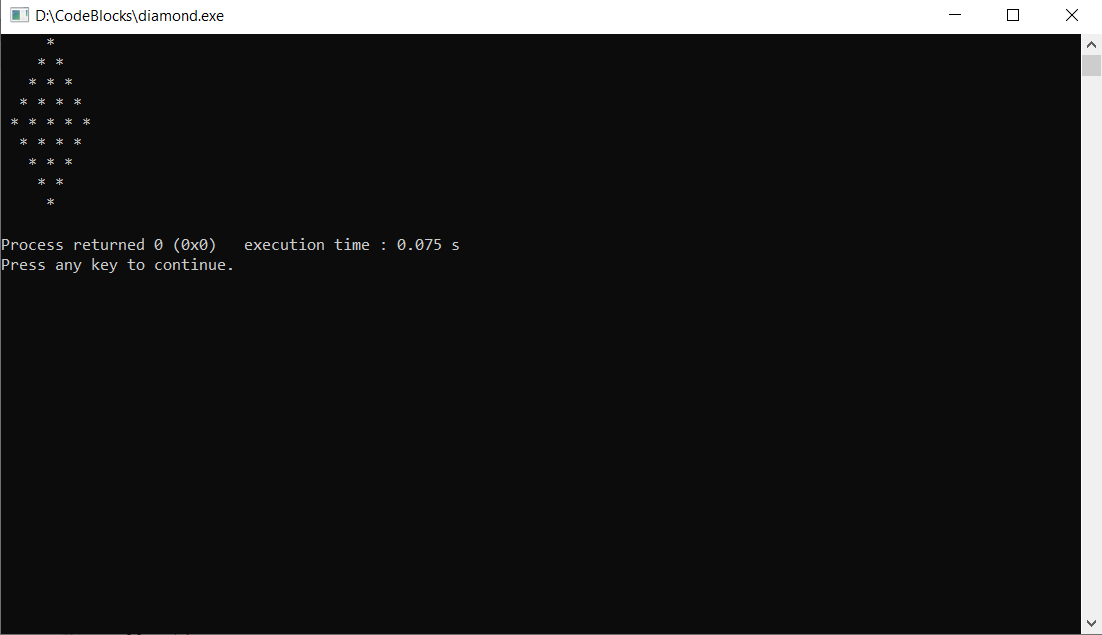 D:\CodeBlocks\diamond.exe
     *
    * *
   * * *
  * * * *
 * * * * *
  * * * *
   * * *
    * *
     *
Process returned 0 (0x0)   execution time : 0.075 s
Press any key to continue.